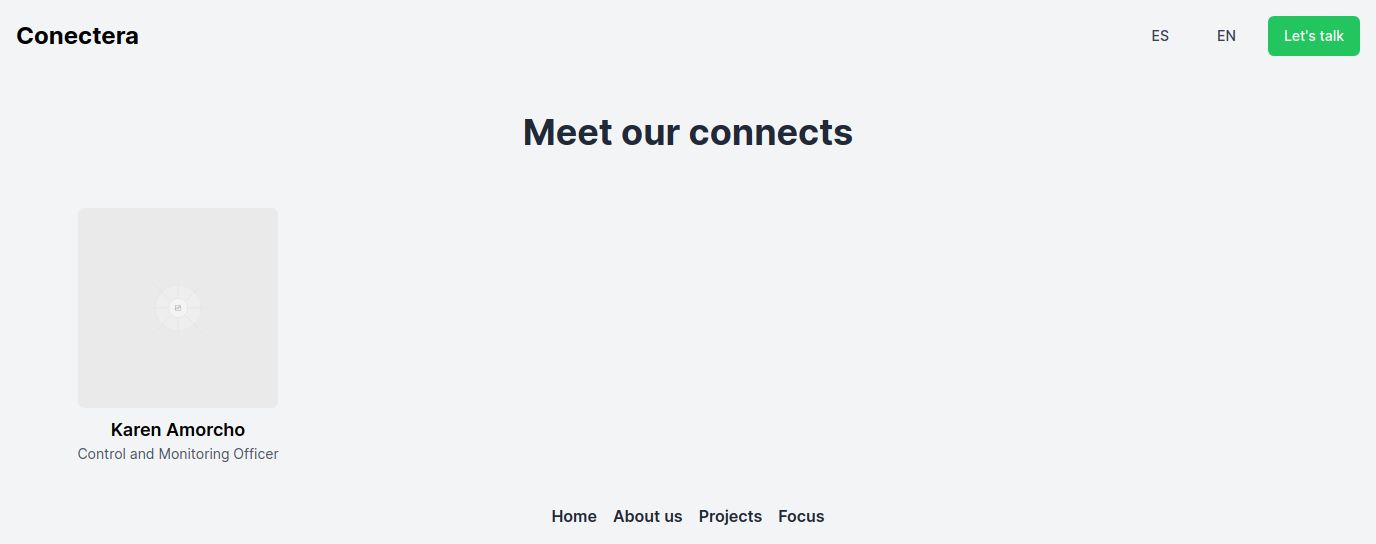 Conectera
ES EN Let's talk
Meet our connects
Karen Amorcho
Control and Monitoring Officer
Home About us Projects Focus